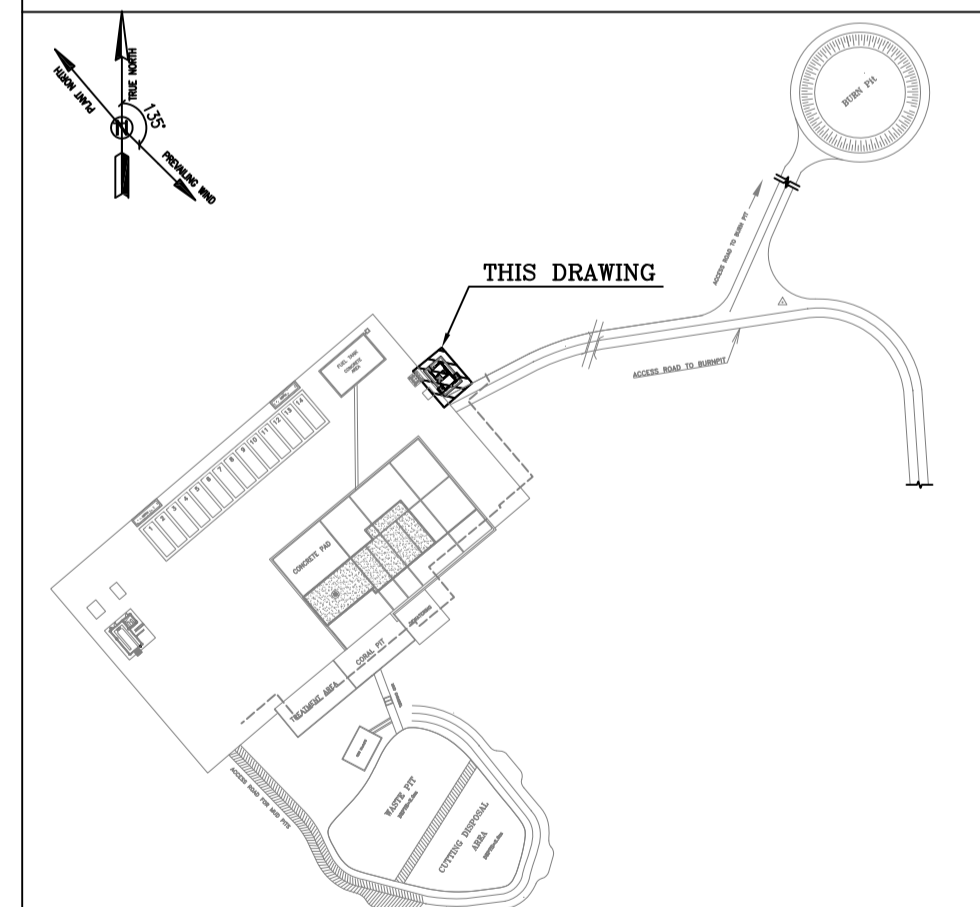 TRUE NORTH
PLANT NORTH
N
135°
PREVAILING WIND
BURN Pit
ACCESS ROAD TO BURN PIT
THIS DRAWING
ACCESS ROAD TO BURNPIT
FUEL TANK
CONCRETE
AREA
1 2 3 4 5 6 7 8 9 10 11 12 13 14
CONCRETE PAD
CORAL PIT
TREATMENT AREA
ACCESS ROAD FOR MUD PITS
WASTE PIT
CUTTING DISPOSAL
AREA